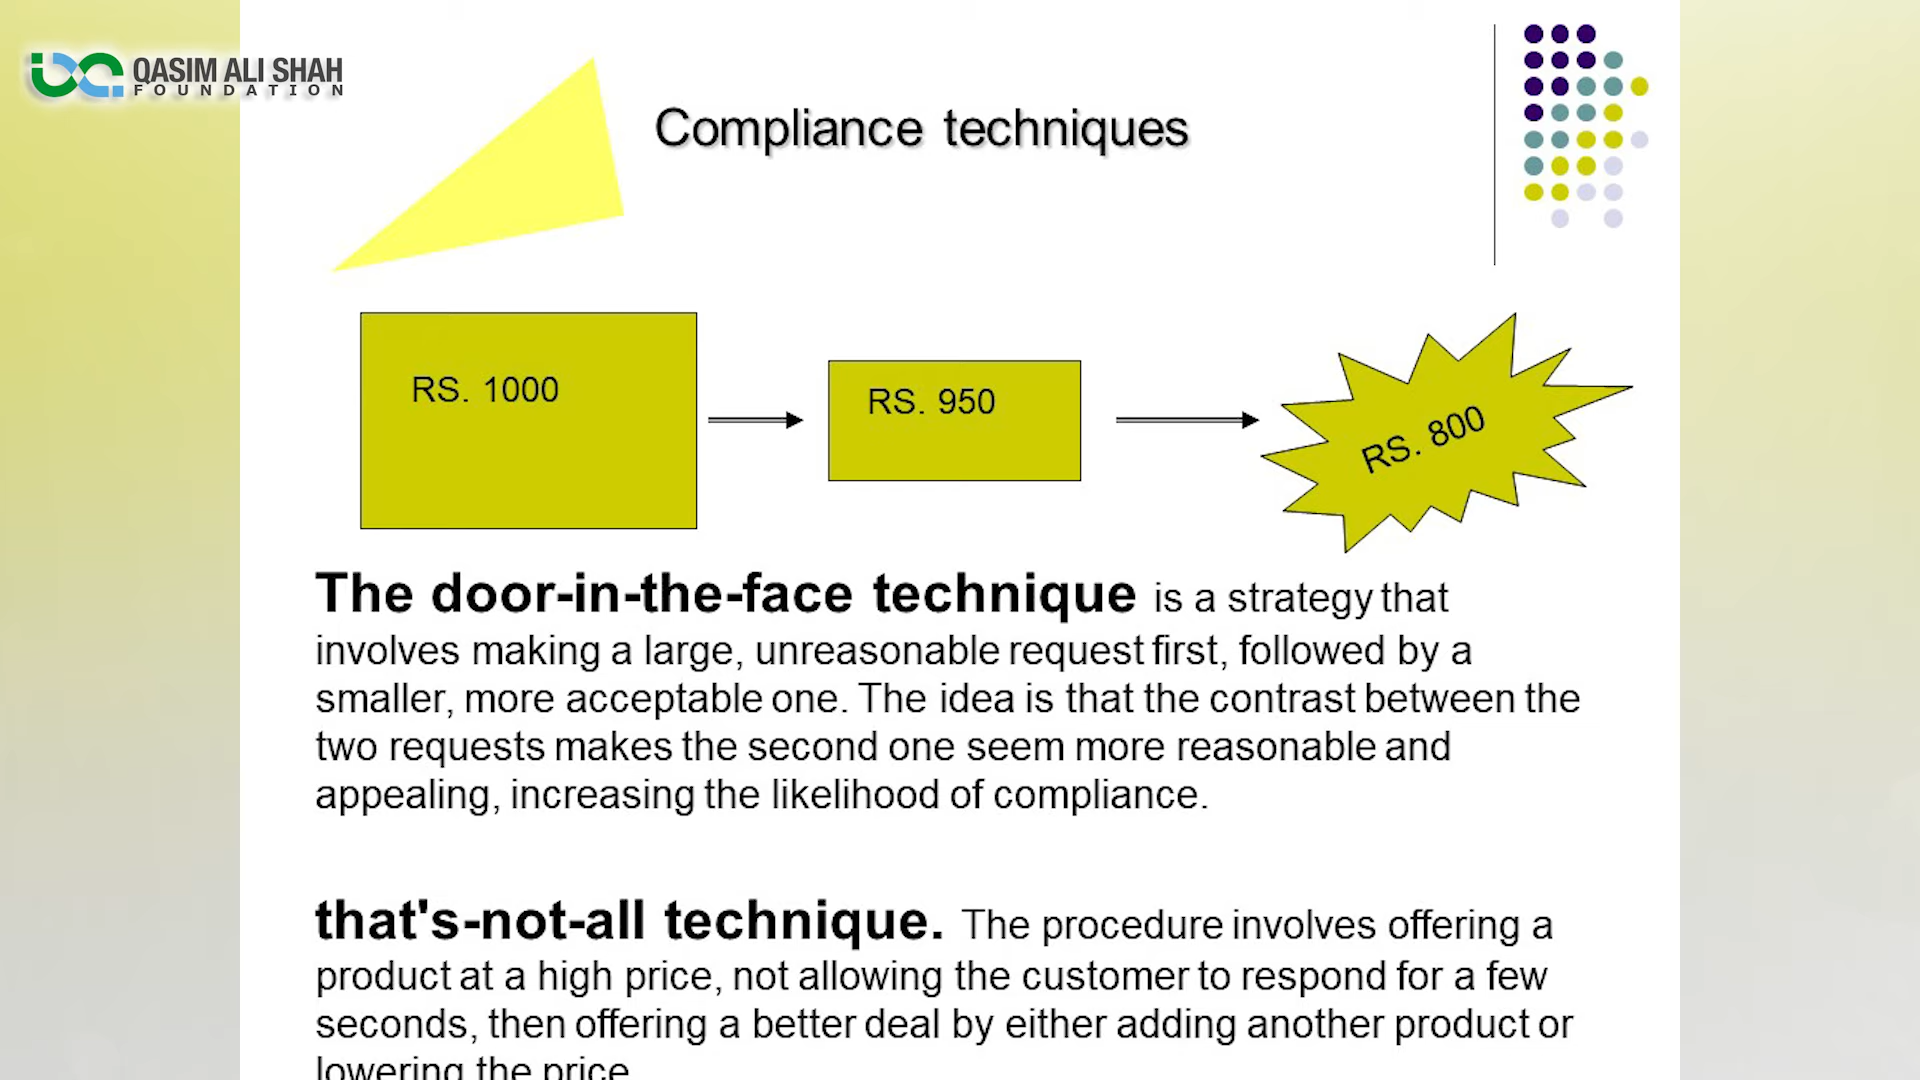 QASIM ALI SHAH
FOUNDATION
Compliance techniques
RS. 1000
RS. 950
RS. 800
The door-in-the-face technique is a strategy that
involves making a large, unreasonable request first, followed by a
smaller, more acceptable one. The idea is that the contrast between the
two requests makes the second one seem more reasonable and
appealing, increasing the likelihood of compliance.
that's-not-all technique. The procedure involves offering a
product at a high price, not allowing the customer to respond for a few
seconds, then offering a better deal by either adding another product or
lowering the price